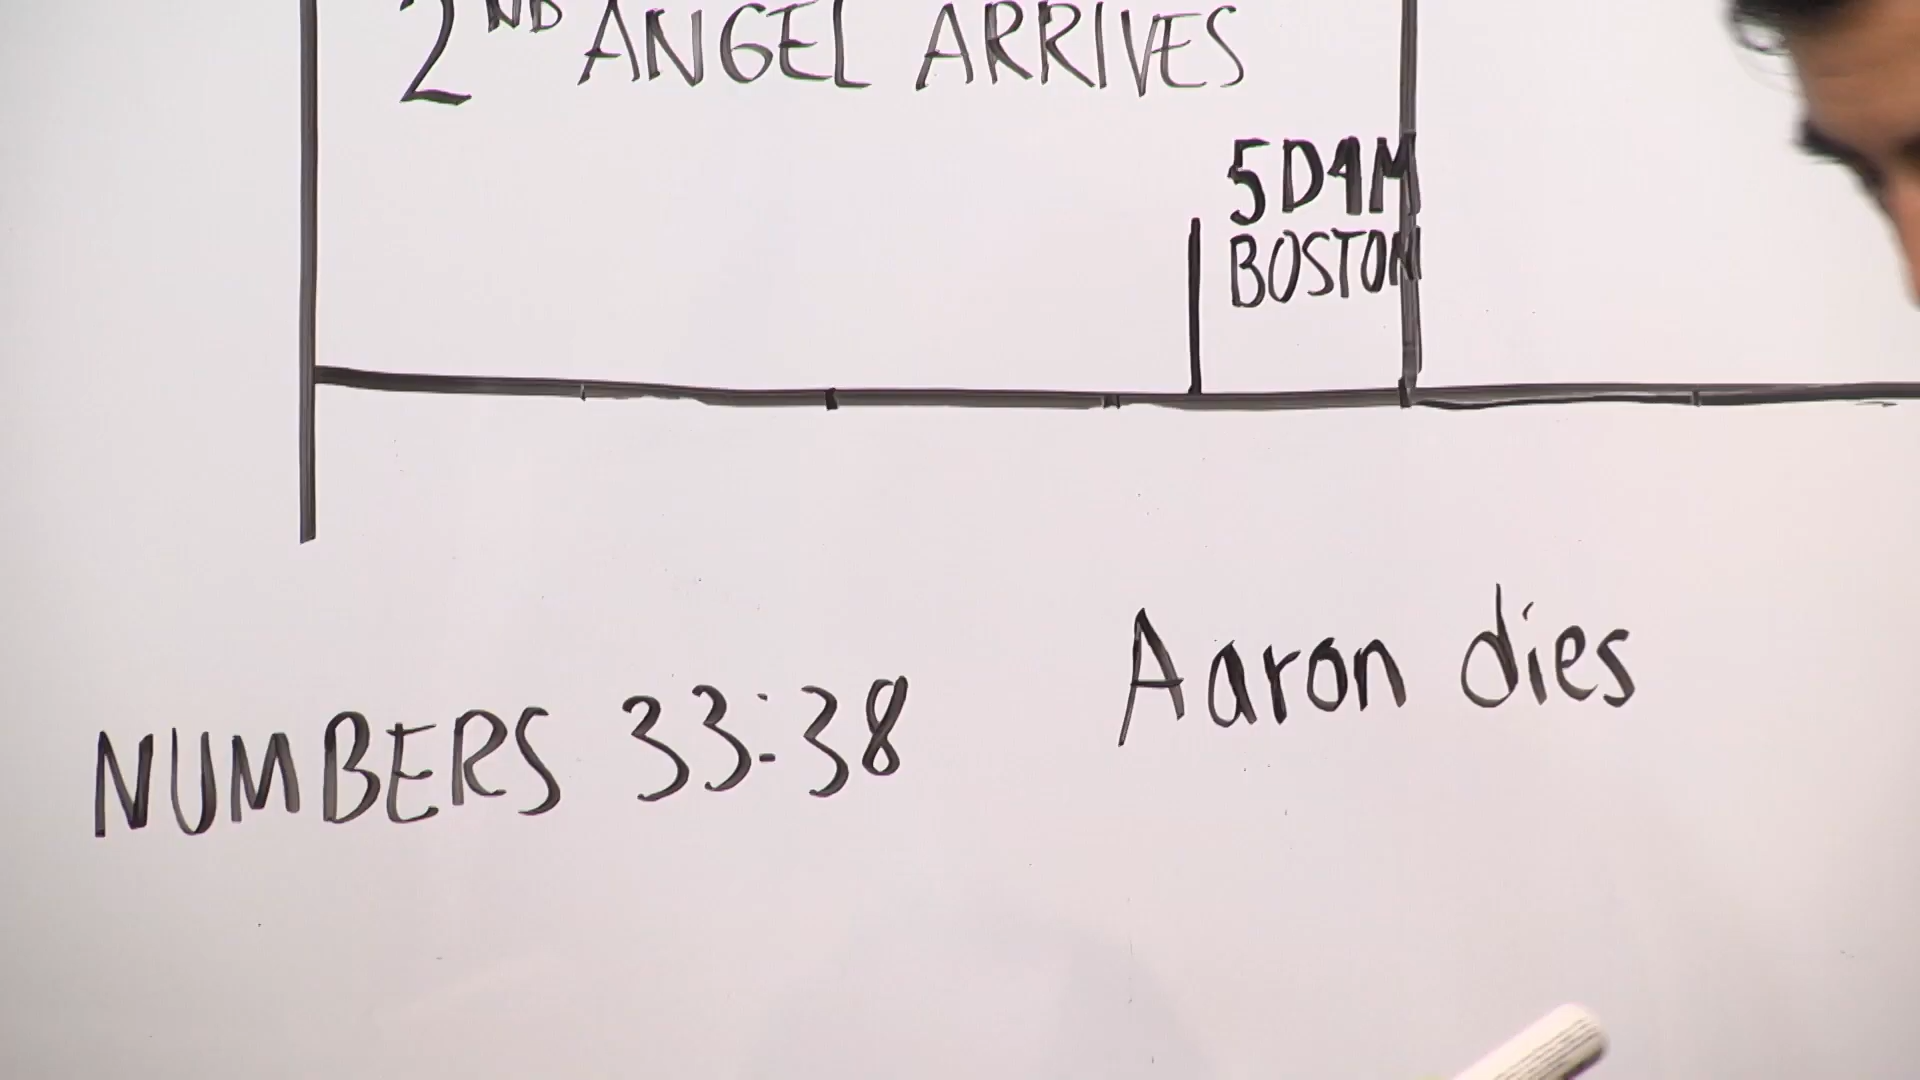 2ND ANGEL ARRIVES
5D4M
BOSTON
Aaron dies
NUMBERS 33:38